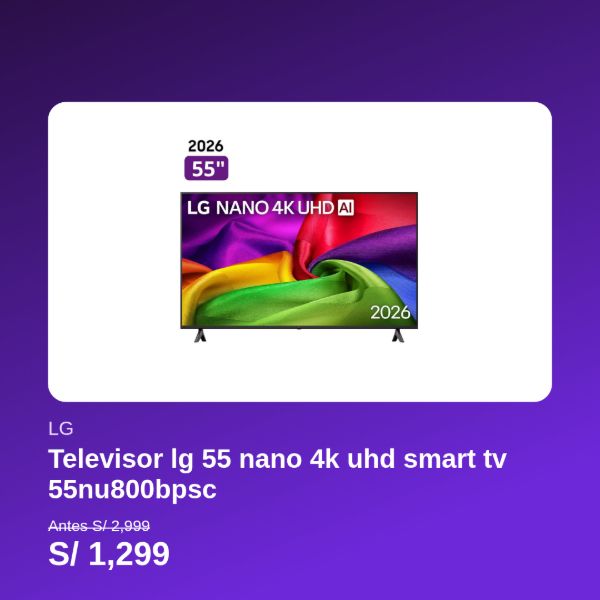 2026
55"
LG NANO 4K UHD AI
2026
LG
Televisor lg 55 nano 4k uhd smart tv
55nu800bpsc
Antes S/ 2,999
S/ 1,299